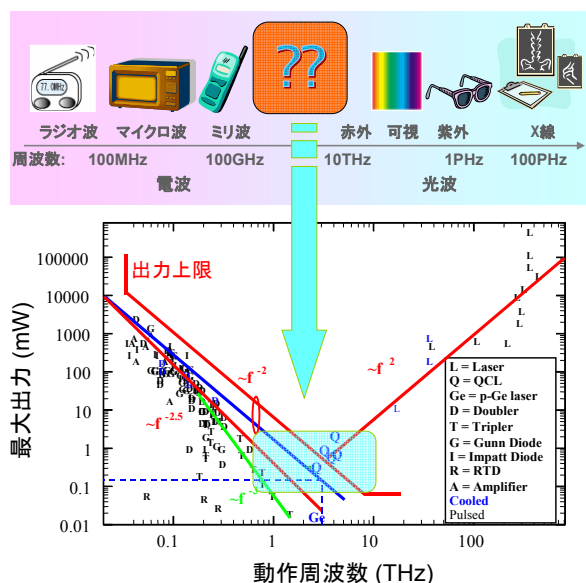 ??
77.0MHz
ラジオ波 マイクロ波 ミリ波 赤外 可視 紫外 X線
周波数: 100MHz 100GHz 10THz 1PHz 100PHz
電波 光波
最大出力 (mW)
100000
10000
1000
100
10
1
0.1
0.01
出力上限
~f -2
~f 2
~f -2.5
Ge
L = Laser
Q = QCL
Ge = p-Ge laser
D = Doubler
T = Tripler
G = Gunn Diode
I = Impatt Diode
R = RTD
A = Amplifier
Cooled
Pulsed
0.1 1 10 100
動作周波数 (THz)